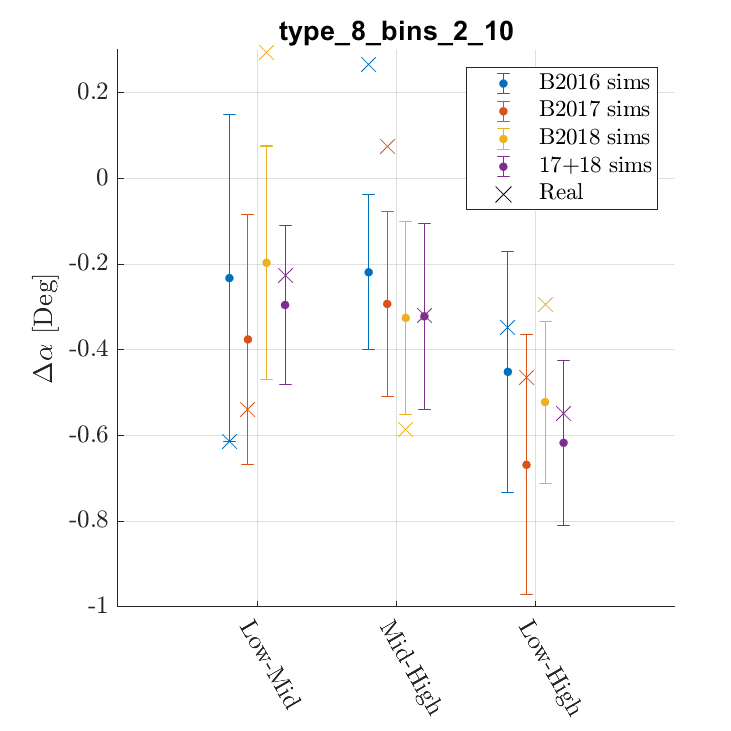 type_8_bins_2_10
B2016 sims
B2017 sims
B2018 sims
17+18 sims
Real
0.2
0
-0.2
-0.4
-0.6
-0.8
-1
Δα [Deg]
Low-Mid
Mid-High
Low-High